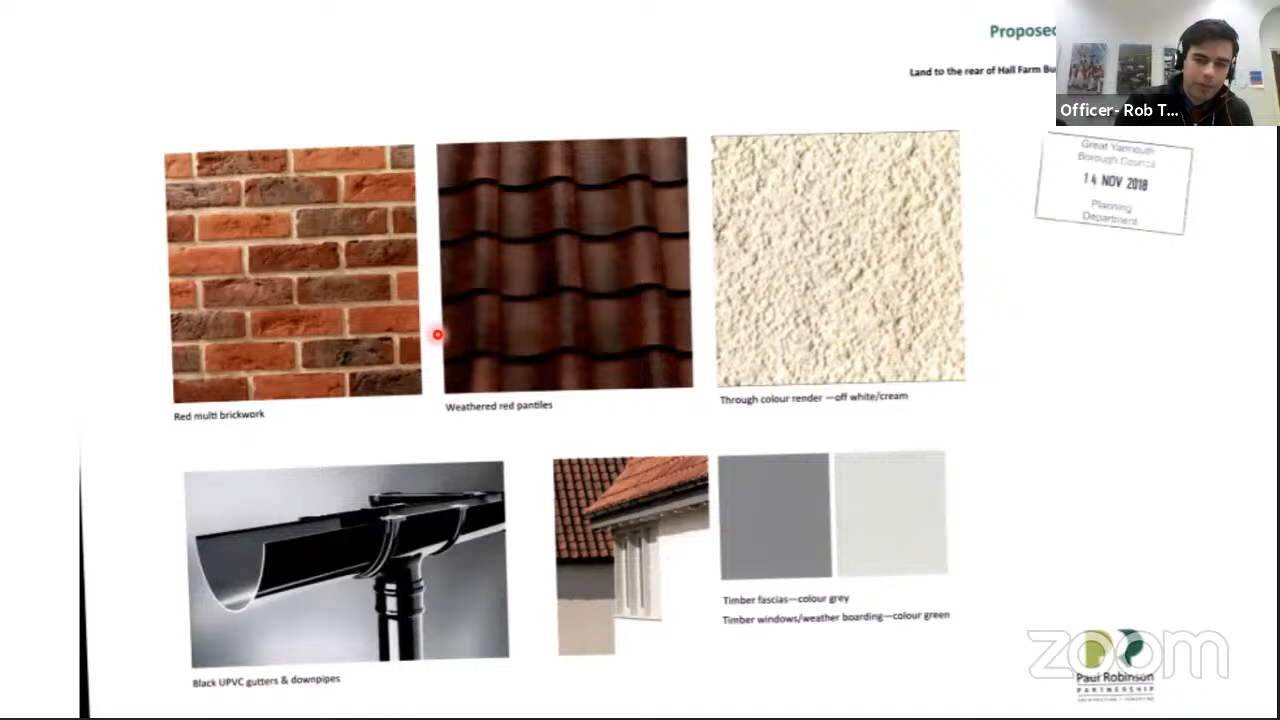 Proposed
Land to the rear of Hall Farm Bu
Officer- Rob T...
Great Yarmouth
Borough Council
14 NOV 2018
Planning
Department
Red multi brickwork
Weathered red pantiles
Through colour render —off white/cream
Timber fascias—colour grey
Timber windows/weather boarding—colour green
Black UPVC gutters & downpipes
zoom
Paul Robinson
PARTNERSHIP